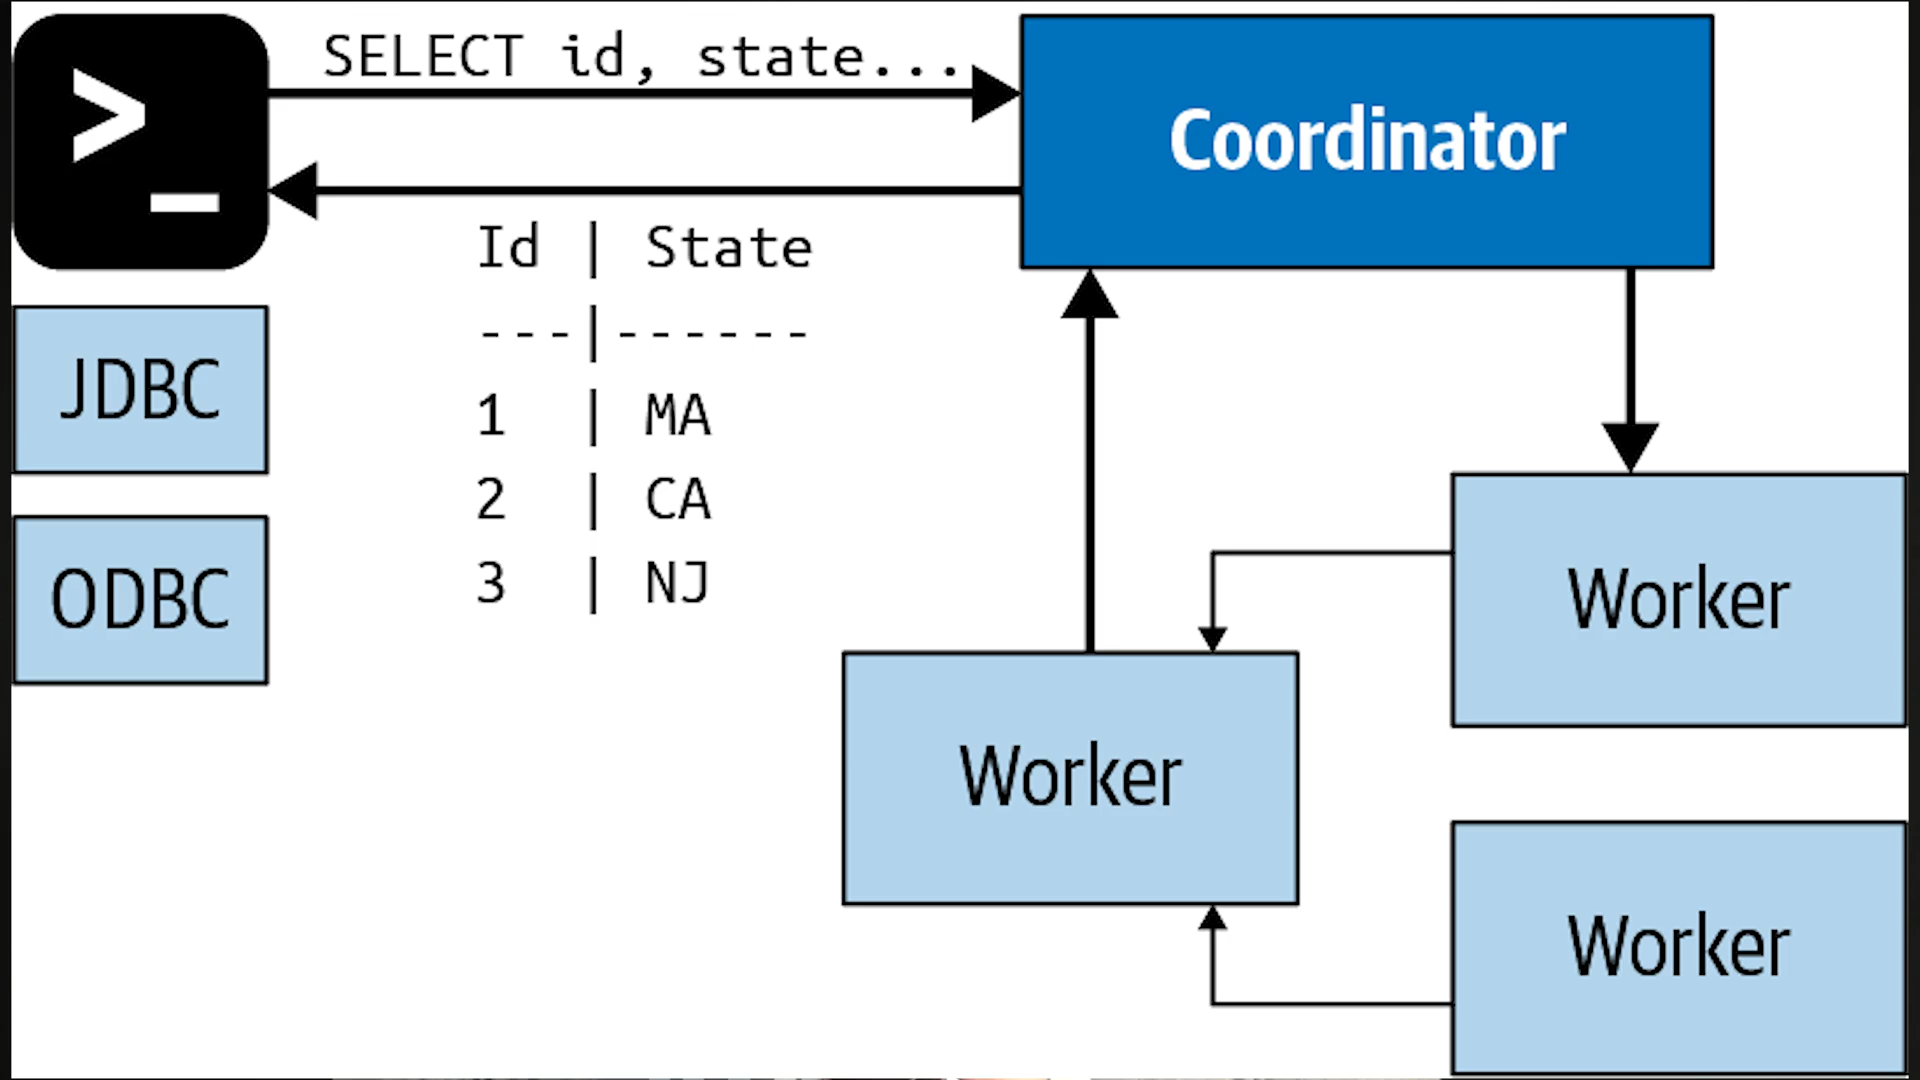 >_
SELECT id, state...
Coordinator
Id | State
---|------
1 | MA
2 | CA
3 | NJ
JDBC
ODBC
Worker
Worker
Worker